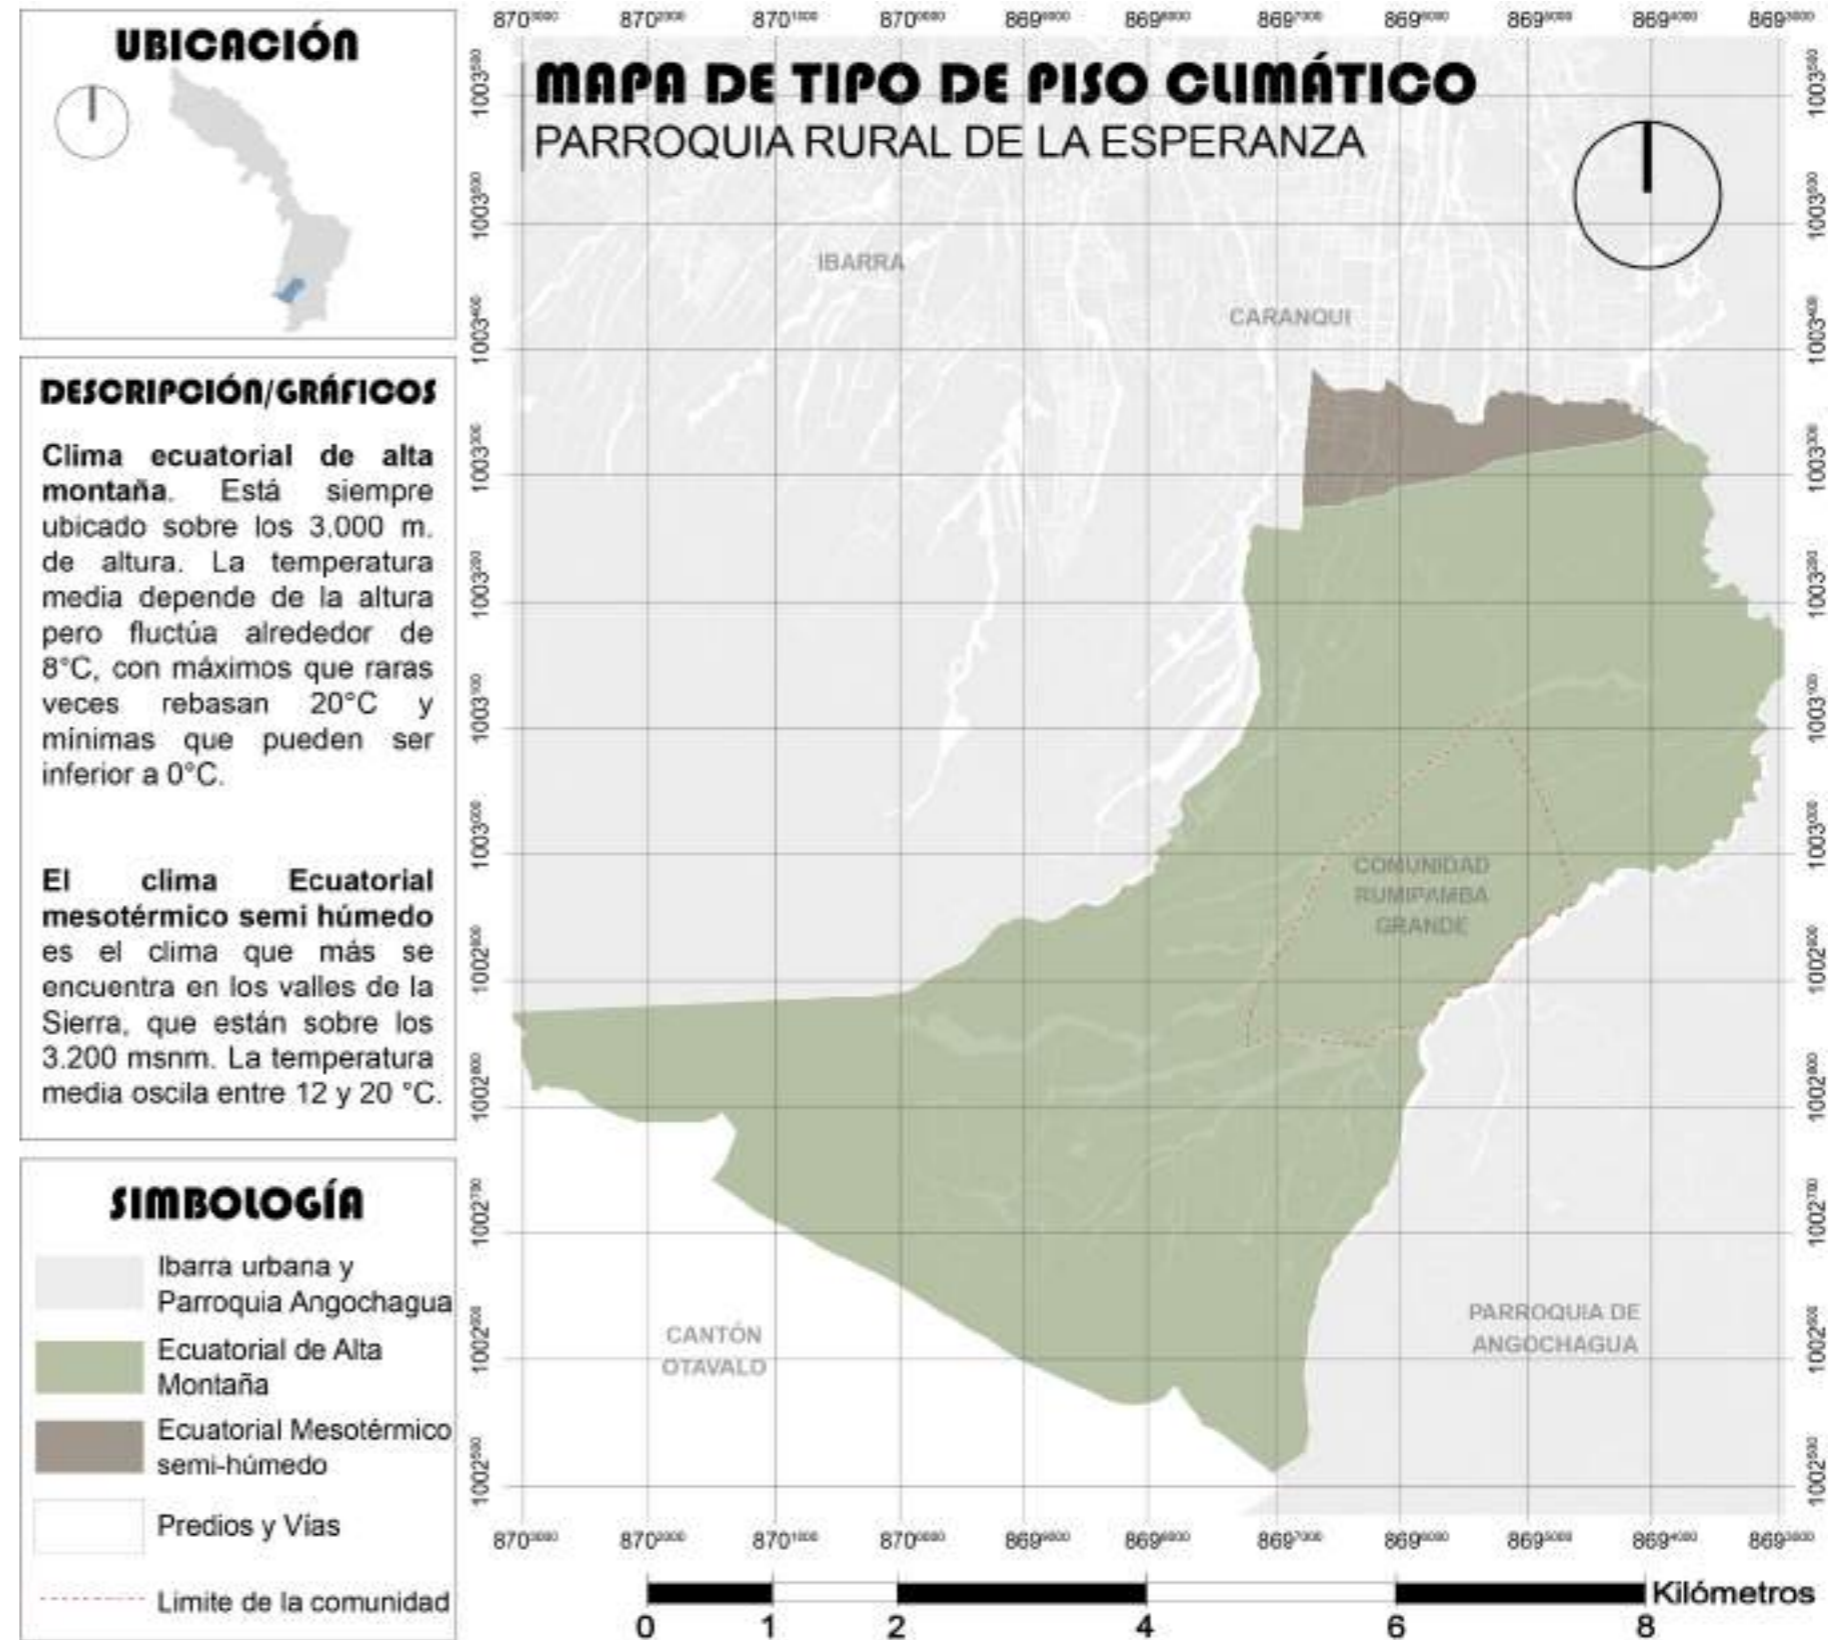 UBICACIÓN
DESCRIPCIÓN/GRÁFICOS
Clima ecuatorial de alta
montaña. Está siempre
ubicado sobre los 3.000 m.
de altura. La temperatura
media depende de la altura
pero fluctúa alrededor de
8°C, con máximos que raras
veces rebasan 20°C y
mínimas que pueden ser
inferior a 0°C.
El clima Ecuatorial
mesotérmico semi húmedo
es el clima que más se
encuentra en los valles de la
Sierra, que están sobre los
3.200 msnm. La temperatura
media oscila entre 12 y 20 °C.
SIMBOLOGÍA
Ibarra urbana y
Parroquia Angochagua
Ecuatorial de Alta
Montaña
Ecuatorial Mesotérmico
semi-húmedo
Predios y Vías
Limite de la comunidad
MAPA DE TIPO DE PISO CLIMÁTICO
PARROQUIA RURAL DE LA ESPERANZA
IBARRA
CARANQUI
COMUNIDAD
RUMIPAMBA
GRANDE
CANTÓN
OTAVALO
PARROQUIA DE
ANGOCHAGUA
Kilómetros
0 1 2 4 6 8